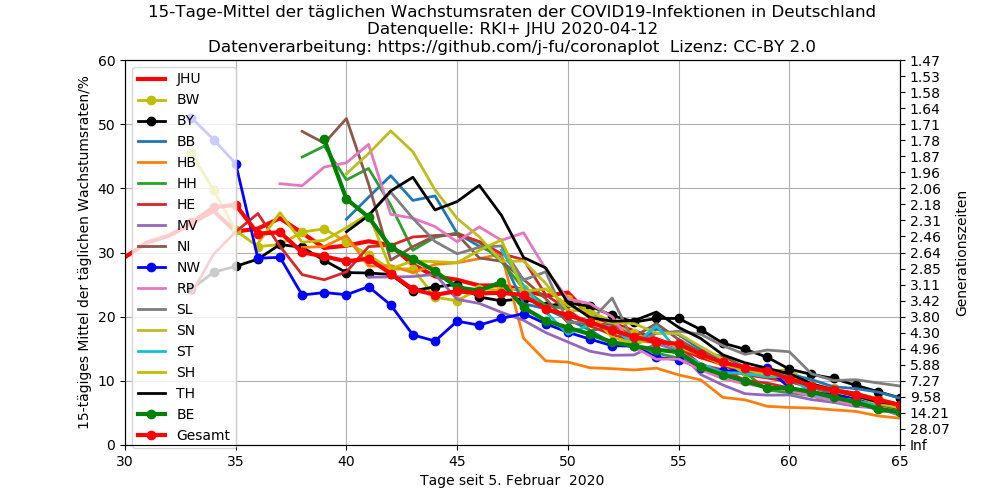 15-Tage-Mittel der täglichen Wachstumsraten der COVID19-Infektionen in Deutschland
Datenquelle: RKI+ JHU 2020-04-12
Datenverarbeitung: https://github.com/j-fu/coronaplot  Lizenz: CC-BY 2.0
15-tägiges Mittel der täglichen Wachstumsraten/%
60
50
40
30
20
10
0
JHU
BW
BY
BB
HB
HH
HE
MV
NI
NW
RP
SL
SN
ST
SH
TH
BE
Gesamt
1.47
1.53
1.58
1.64
1.71
1.78
1.87
1.96
2.06
2.18
2.31
2.46
2.64
2.85
3.11
3.42
3.80
4.30
4.96
5.88
7.27
9.58
14.21
28.07
Inf
Generationszeiten
30 35 40 45 50 55 60 65
Tage seit 5. Februar  2020